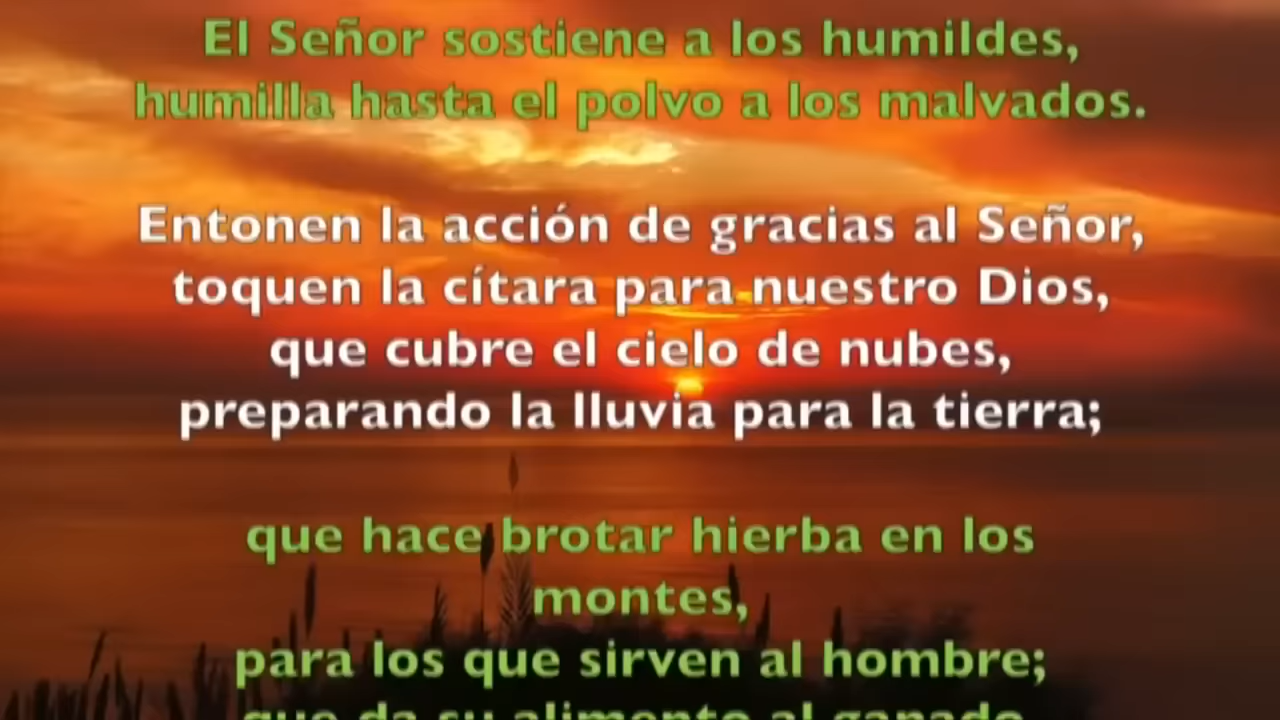 El Señor sostiene a los humildes,
humilla hasta el polvo a los malvados.
Entonen la acción de gracias al Señor,
toquen la cítara para nuestro Dios,
que cubre el cielo de nubes,
preparando la lluvia para la tierra;
que hace brotar hierba en los
montes,
para los que sirven al hombre;
que da su alimento al ganado